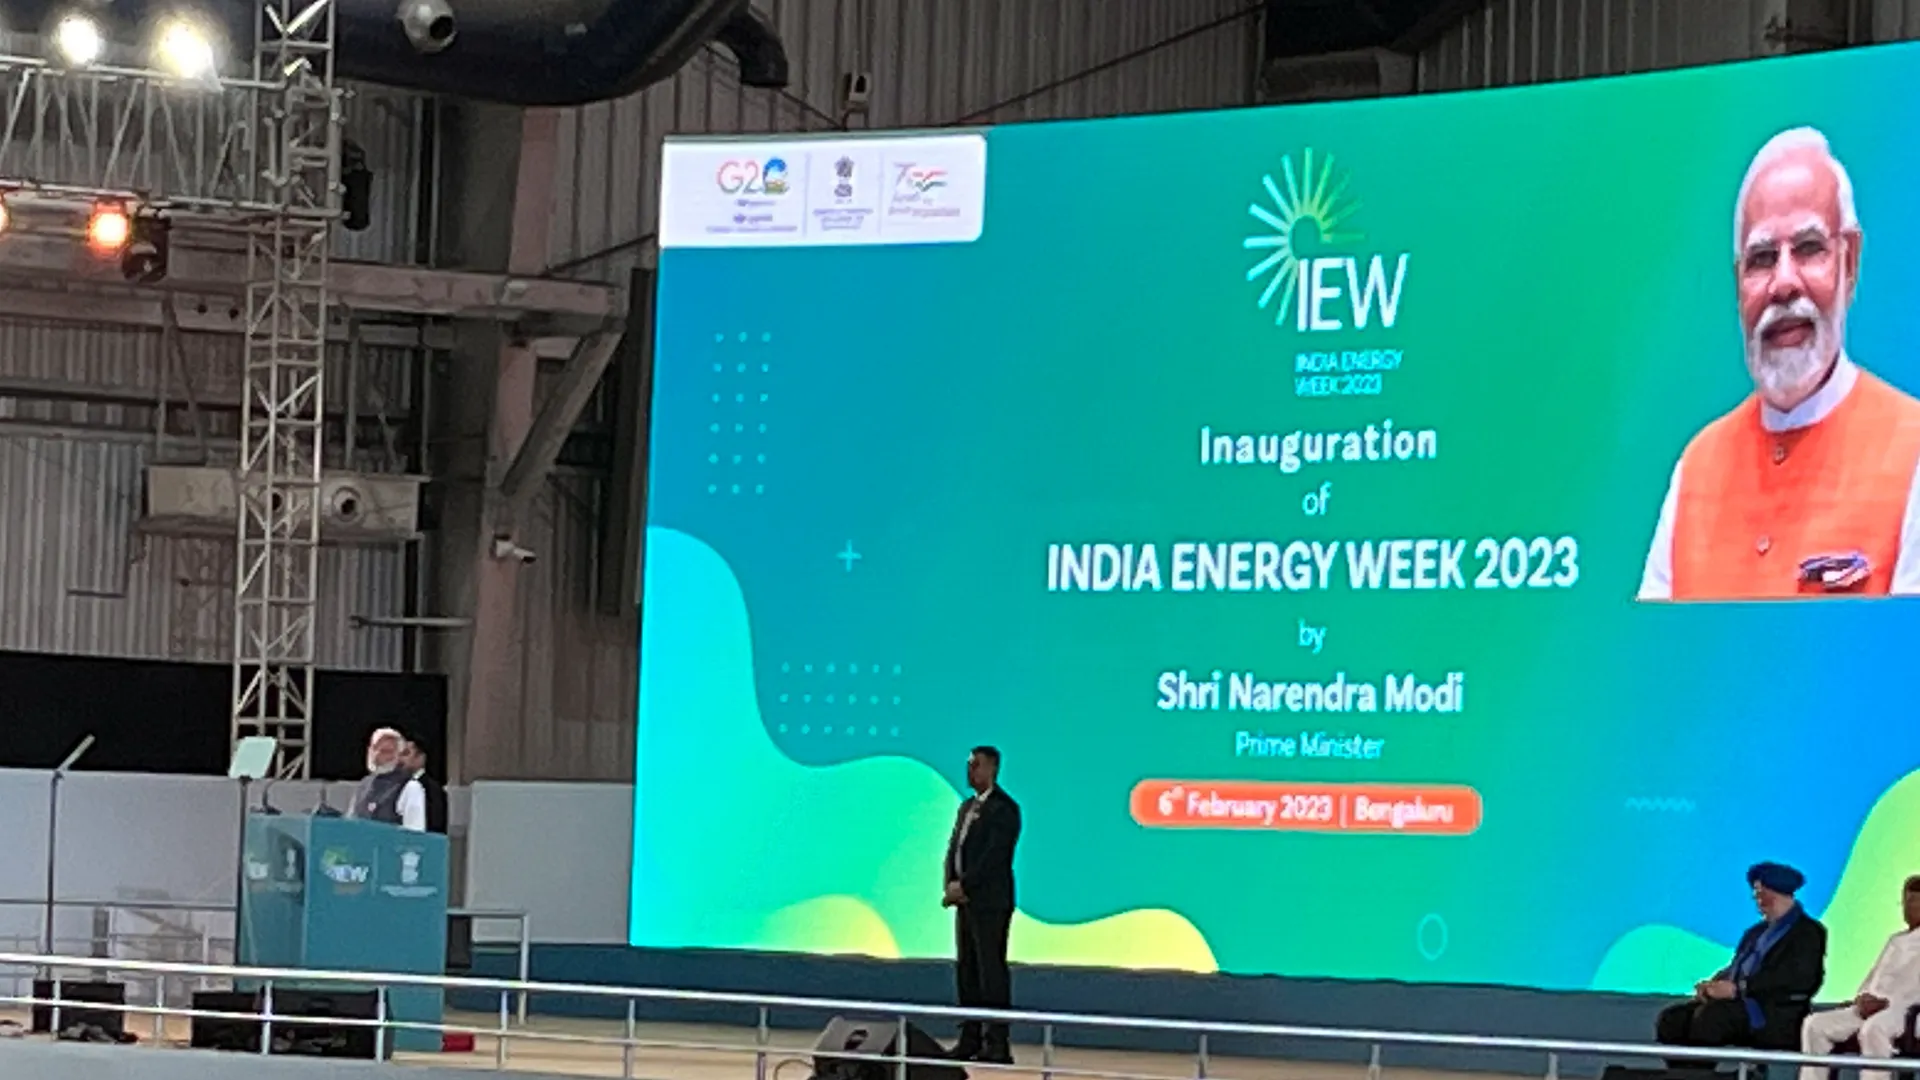 G20
IEW
INDIA ENERGY
WEEK 2023
Inauguration
of
INDIA ENERGY WEEK 2023
by
Shri Narendra Modi
Prime Minister
6th February 2023 | Bengaluru
IEW
IEW